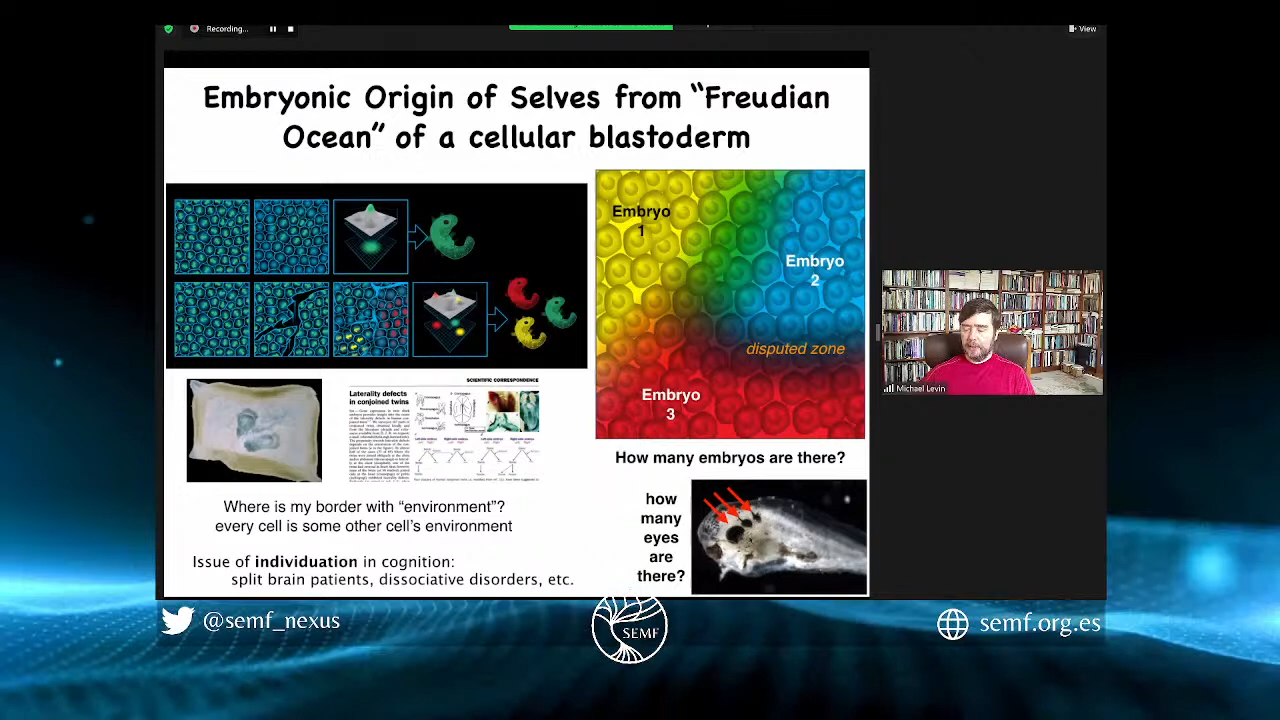 Recording...
View
Embryonic Origin of Selves from “Freudian
Ocean” of a cellular blastoderm
Embryo
1
Embryo
2
disputed zone
Embryo
3
SCIENTIFIC CORRESPONDENCE
Laterality defects
in conjoined twins
Where is my border with “environment”?
every cell is some other cell's environment
Issue of individuation in cognition:
split brain patients, dissociative disorders, etc.
How many embryos are there?
how
many
eyes
are
there?
Michael Levin
@semf_nexus
SEMF
semf.org.es